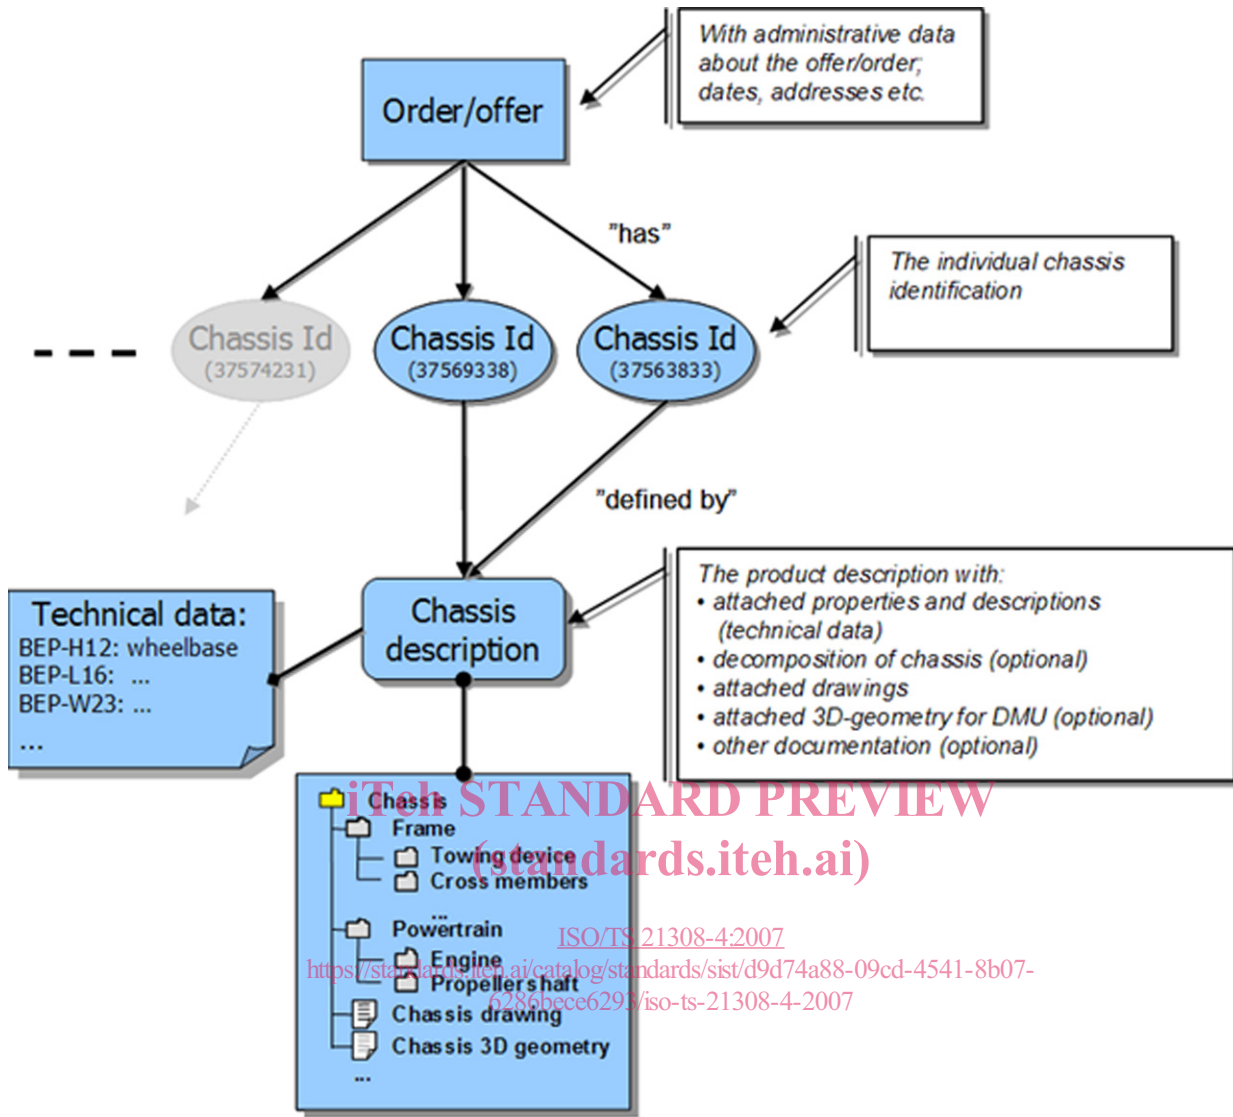 With administrative data
about the offer/order;
dates, addresses etc.
Order/offer
”has”
The individual chassis
identification
Chassis Id
(37574231)
Chassis Id
(37569338)
Chassis Id
(37563833)
”defined by”
The product description with:
• attached properties and descriptions
(technical data)
• decomposition of chassis (optional)
• attached drawings
• attached 3D-geometry for DMU (optional)
• other documentation (optional)
Chassis
description
Technical data:
BEP-H12: wheelbase
BEP-L16: ...
BEP-W23: ...
...
iTeh STANDARD PREVIEW
(standards.iteh.ai)
Chassis
Frame
Towing device
Cross members
...
Powertrain
Engine
Propeller shaft
Chassis drawing
Chassis 3D geometry
...
ISO/TS 21308-4:2007
https://standards.iteh.ai/catalog/standards/sist/d9d74a88-09cd-4541-8b07-
6286bece6293/iso-ts-21308-4-2007